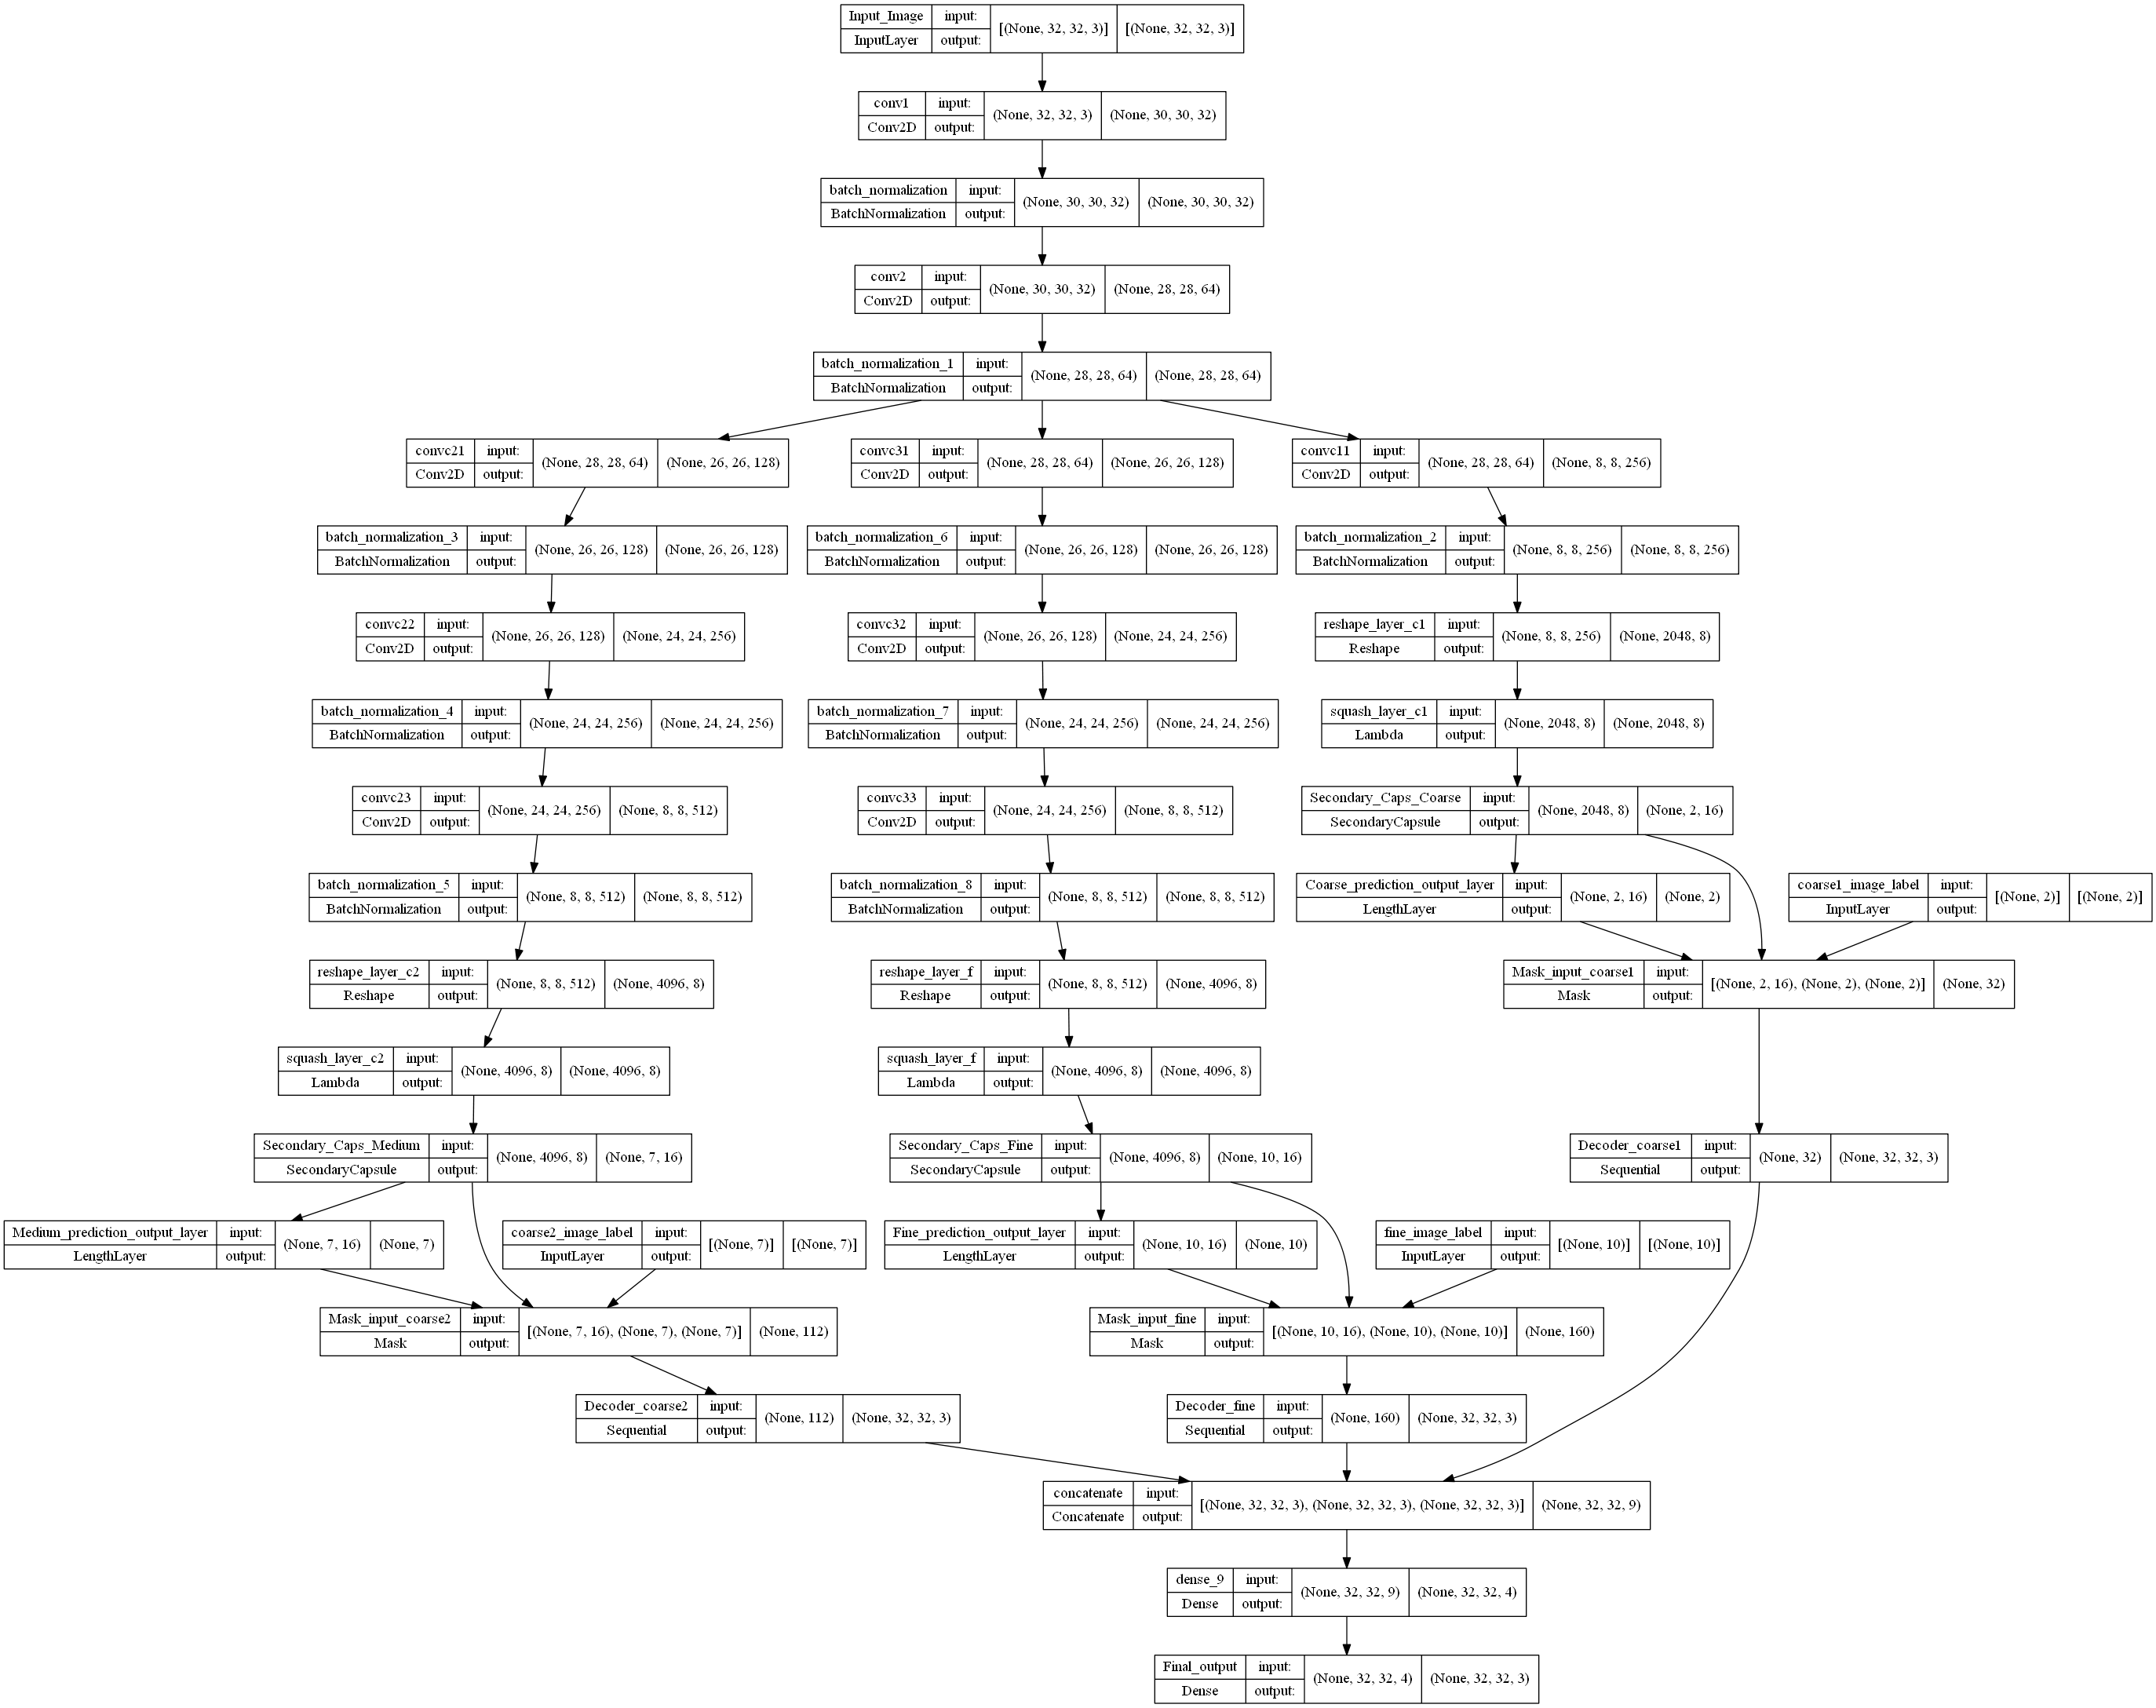 Input_Image input: [(None, 32, 32, 3)] [(None, 32, 32, 3)]
InputLayer output:
conv1 input: (None, 32, 32, 3) (None, 30, 30, 32)
Conv2D output:
batch_normalization input: (None, 30, 30, 32) (None, 30, 30, 32)
BatchNormalization output:
conv2 input: (None, 30, 30, 32) (None, 28, 28, 64)
Conv2D output:
batch_normalization_1 input: (None, 28, 28, 64) (None, 28, 28, 64)
BatchNormalization output:
convc21 input: (None, 28, 28, 64) (None, 26, 26, 128)
Conv2D output:
convc31 input: (None, 28, 28, 64) (None, 26, 26, 128)
Conv2D output:
convc11 input: (None, 28, 28, 64) (None, 8, 8, 256)
Conv2D output:
batch_normalization_3 input: (None, 26, 26, 128) (None, 26, 26, 128)
BatchNormalization output:
batch_normalization_6 input: (None, 26, 26, 128) (None, 26, 26, 128)
BatchNormalization output:
batch_normalization_2 input: (None, 8, 8, 256) (None, 8, 8, 256)
BatchNormalization output:
convc22 input: (None, 26, 26, 128) (None, 24, 24, 256)
Conv2D output:
convc32 input: (None, 26, 26, 128) (None, 24, 24, 256)
Conv2D output:
reshape_layer_c1 input: (None, 8, 8, 256) (None, 2048, 8)
Reshape output:
batch_normalization_4 input: (None, 24, 24, 256) (None, 24, 24, 256)
BatchNormalization output:
batch_normalization_7 input: (None, 24, 24, 256) (None, 24, 24, 256)
BatchNormalization output:
squash_layer_c1 input: (None, 2048, 8) (None, 2048, 8)
Lambda output:
convc23 input: (None, 24, 24, 256) (None, 8, 8, 512)
Conv2D output:
convc33 input: (None, 24, 24, 256) (None, 8, 8, 512)
Conv2D output:
Secondary_Caps_Coarse input: (None, 2048, 8) (None, 2, 16)
SecondaryCapsule output:
batch_normalization_5 input: (None, 8, 8, 512) (None, 8, 8, 512)
BatchNormalization output:
batch_normalization_8 input: (None, 8, 8, 512) (None, 8, 8, 512)
BatchNormalization output:
Coarse_prediction_output_layer input: (None, 2, 16) (None, 2)
LengthLayer output:
coarse1_image_label input: [(None, 2)] [(None, 2)]
InputLayer output:
reshape_layer_c2 input: (None, 8, 8, 512) (None, 4096, 8)
Reshape output:
reshape_layer_f input: (None, 8, 8, 512) (None, 4096, 8)
Reshape output:
Mask_input_coarse1 input: [(None, 2, 16), (None, 2), (None, 2)] (None, 32)
Mask output:
squash_layer_c2 input: (None, 4096, 8) (None, 4096, 8)
Lambda output:
squash_layer_f input: (None, 4096, 8) (None, 4096, 8)
Lambda output:
Secondary_Caps_Medium input: (None, 4096, 8) (None, 7, 16)
SecondaryCapsule output:
Secondary_Caps_Fine input: (None, 4096, 8) (None, 10, 16)
SecondaryCapsule output:
Decoder_coarse1 input: (None, 32) (None, 32, 32, 3)
Sequential output:
Medium_prediction_output_layer input: (None, 7, 16) (None, 7)
LengthLayer output:
coarse2_image_label input: [(None, 7)] [(None, 7)]
InputLayer output:
Fine_prediction_output_layer input: (None, 10, 16) (None, 10)
LengthLayer output:
fine_image_label input: [(None, 10)] [(None, 10)]
InputLayer output:
Mask_input_coarse2 input: [(None, 7, 16), (None, 7), (None, 7)] (None, 112)
Mask output:
Mask_input_fine input: [(None, 10, 16), (None, 10), (None, 10)] (None, 160)
Mask output:
Decoder_coarse2 input: (None, 112) (None, 32, 32, 3)
Sequential output:
Decoder_fine input: (None, 160) (None, 32, 32, 3)
Sequential output:
concatenate input: [(None, 32, 32, 3), (None, 32, 32, 3), (None, 32, 32, 3)] (None, 32, 32, 9)
Concatenate output:
dense_9 input: (None, 32, 32, 9) (None, 32, 32, 4)
Dense output:
Final_output input: (None, 32, 32, 4) (None, 32, 32, 3)
Dense output: